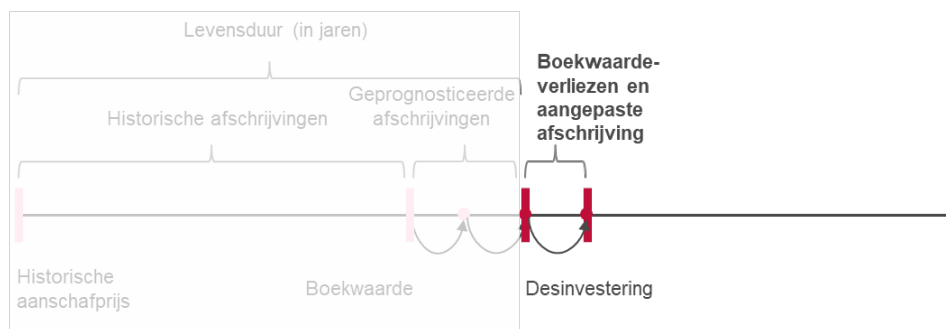 Levensduur (in jaren)
Boekwaarde-
verliezen en
aangepaste
afschrijving
Geprognosticeerde
afschrijvingen
Historische afschrijvingen
Historische
aanschafprijs
Boekwaarde
Desinvestering